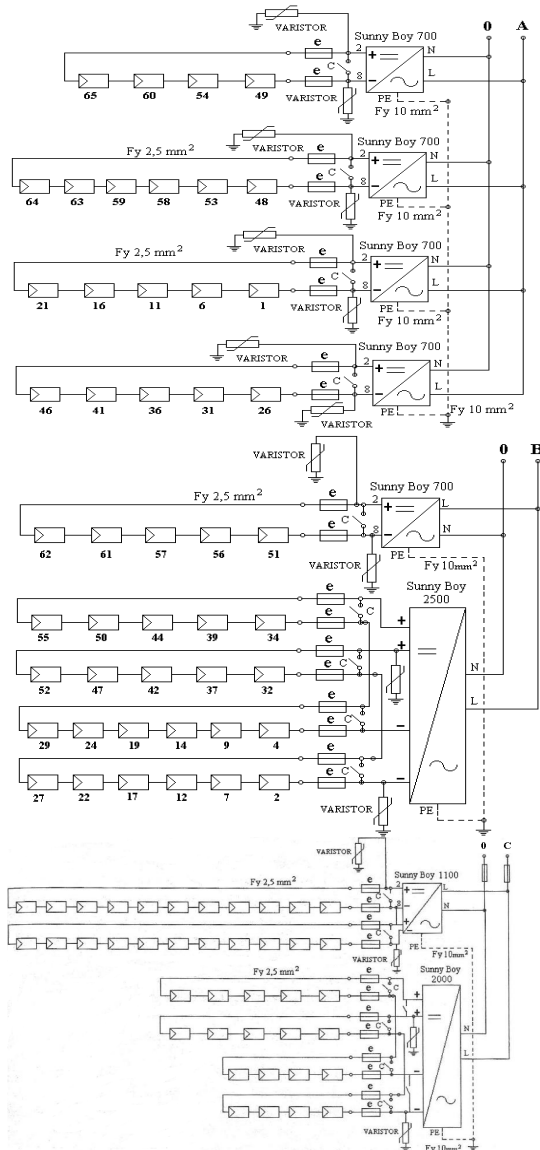 VARISTOR
Sunny Boy 700
0 A
e
2 + N
C
e
8 − L
65 60 54 49
VARISTOR
PE
Fy 10 mm²
VARISTOR
Sunny Boy 700
Fy 2,5 mm²
e
2 + N
C
e
8 − L
64 63 59 58 53 48
VARISTOR
PE
Fy 10 mm²
VARISTOR
Sunny Boy 700
Fy 2,5 mm²
e
2 + N
C
e
8 − L
21 16 11 6 1
VARISTOR
PE
Fy 10 mm²
VARISTOR
Sunny Boy 700
e
2 + N
C
e
8 − L
46 41 36 31 26
PE
Fy 10 mm²
VARISTOR
0 B
VARISTOR
Sunny Boy 700
Fy 2,5 mm²
e
2 + L
C
e
8 − N
62 61 57 56 51
PE
Fy 10mm²
VARISTOR
Sunny Boy
2500
e
+
C
e
55 50 44 39 34
e
+
C
e
52 47 42 37 32
VARISTOR
N
e
L
C
e
−
29 24 19 14 9 4
e
C
e
−
27 22 17 12 7 2
VARISTOR
PE
0 C
VARISTOR
Sunny Boy 1100
Fy 2,5 mm²
e
2 + L
C
e
8 − N
e
+
C
e
−
PE
Fy 10mm²
VARISTOR
Sunny Boy
2000
Fy 2,5 mm²
e
+
C
e
e
+
C
e
VARISTOR
N
e
L
C
e
−
e
C
e
−
VARISTOR
PE
Fy 10mm²